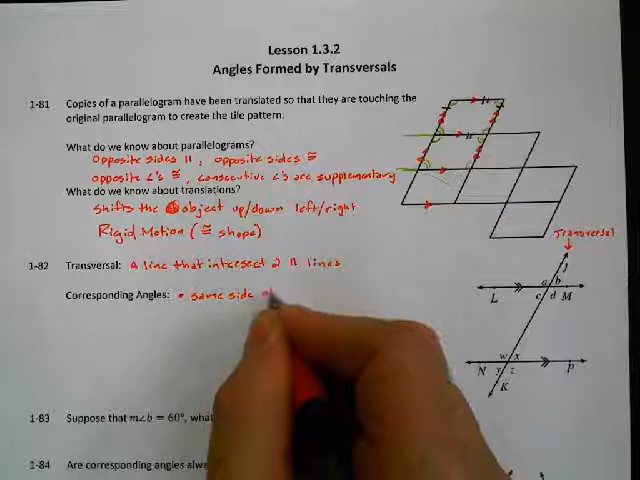 Lesson 1.3.2
Angles Formed by Transversals
1-81 Copies of a parallelogram have been translated so that they are touching the
original parallelogram to create the tile pattern.
What do we know about parallelograms?
Opposite sides ||, opposite sides ≅
opposite ∠'s ≅, consecutive ∠'s are supplementary
What do we know about translations?
Shifts the object up/down left/right
Rigid Motion (≅ shape)
Transversal
1-82 Transversal: A line that intersect 2 || lines
J
a b
L c d M
Corresponding Angles: • same side
w x
N y z P
K
1-83 Suppose that m∠b = 60°, what
1-84 Are corresponding angles alwa